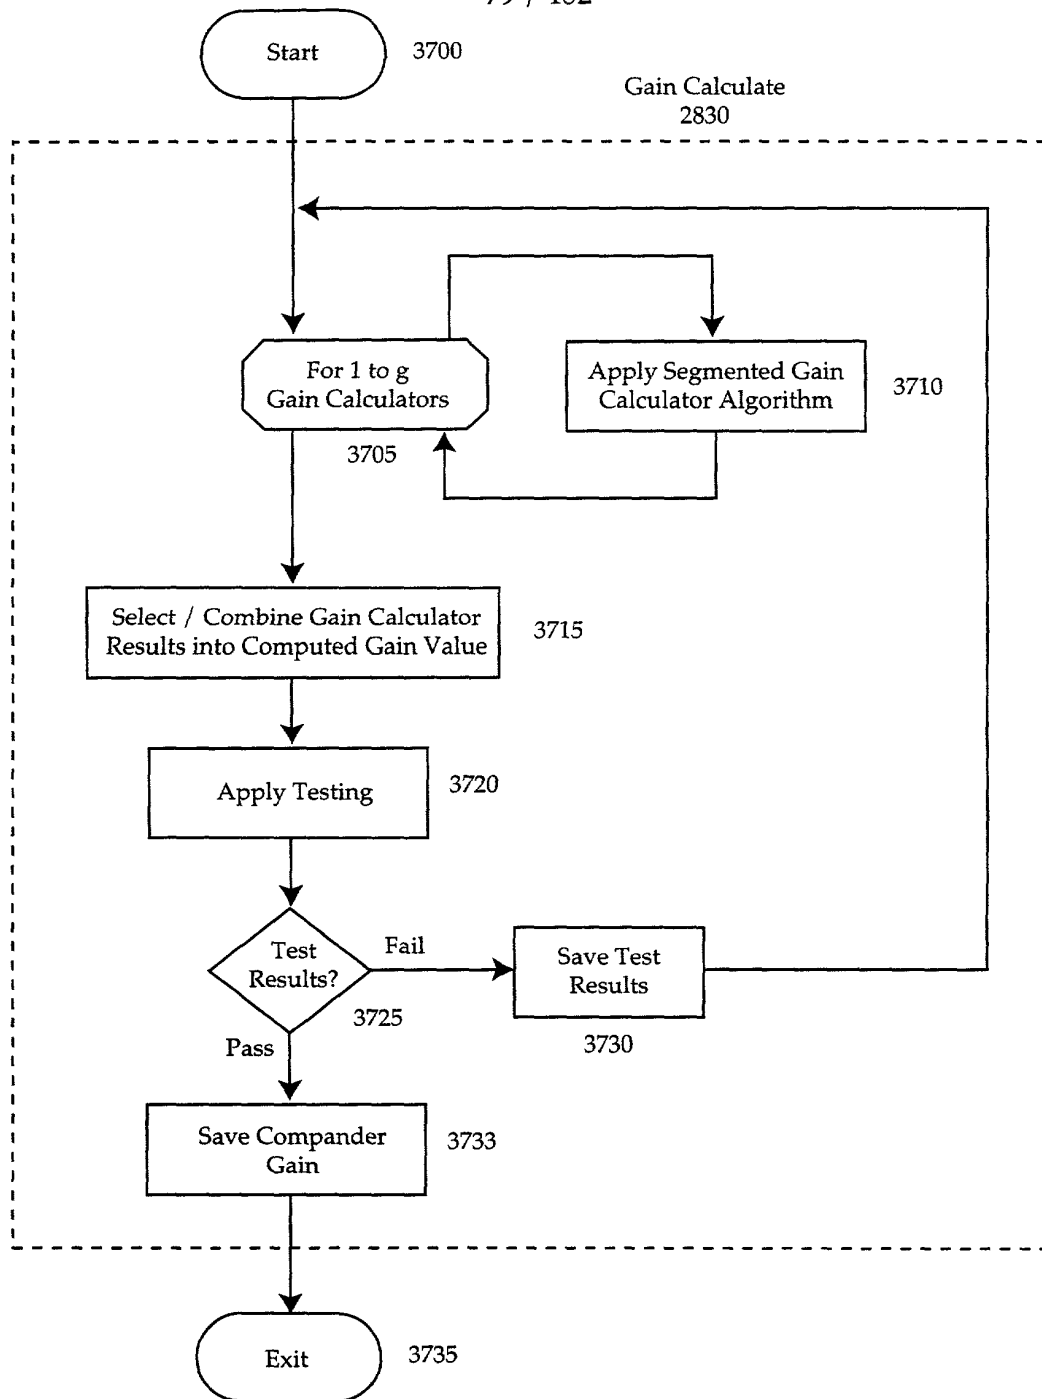 Start
3700
Gain Calculate
2830
For 1 to g
Gain Calculators
3705
Apply Segmented Gain
Calculator Algorithm
3710
Select / Combine Gain Calculator
Results into Computed Gain Value
3715
Apply Testing
3720
Test
Results?
3725
Fail
Save Test
Results
3730
Pass
Save Compander
Gain
3733
Exit
3735